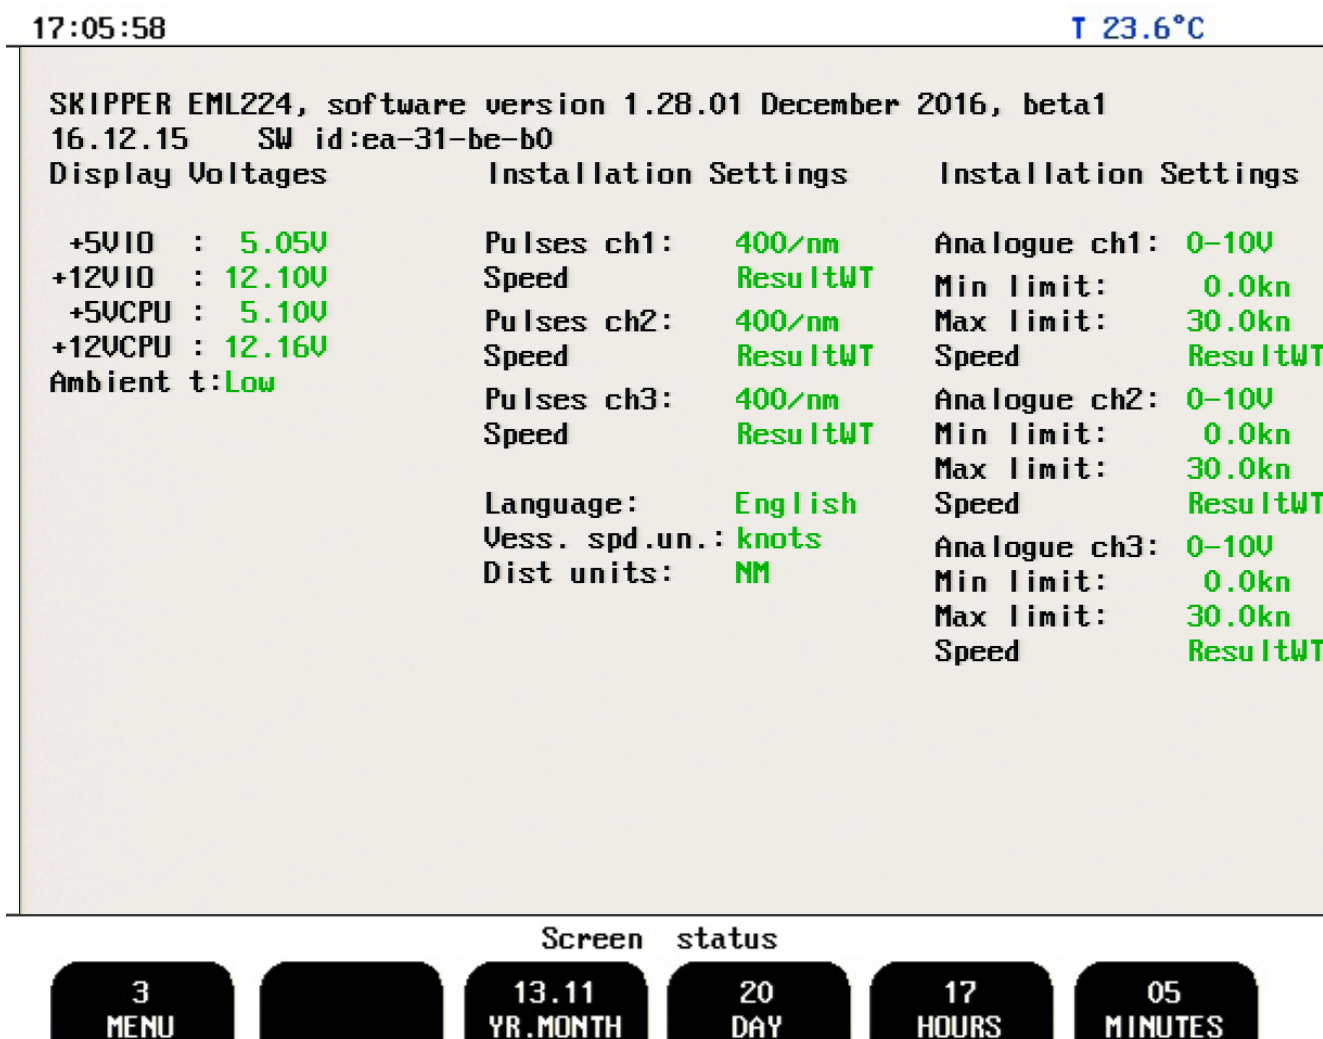 17:05:58 T 23.6°C
SKIPPER EML224, software version 1.28.01 December 2016, beta1
16.12.15 SW id:ea-31-be-b0
Display Voltages
+5VIO : 5.05V
+12VIO : 12.10V
+5VCPU : 5.10V
+12VCPU : 12.16V
Ambient t:Low
Installation Settings
Pulses ch1: 400/nm
Speed ResultWT
Pulses ch2: 400/nm
Speed ResultWT
Pulses ch3: 400/nm
Speed ResultWT
Language: English
Vess. spd.un.: knots
Dist units: NM
Installation Settings
Analogue ch1: 0-10V
Min limit: 0.0kn
Max limit: 30.0kn
Speed ResultWT
Analogue ch2: 0-10V
Min limit: 0.0kn
Max limit: 30.0kn
Speed ResultWT
Analogue ch3: 0-10V
Min limit: 0.0kn
Max limit: 30.0kn
Speed ResultWT
Screen status
3
MENU
13.11
YR.MONTH
20
DAY
17
HOURS
05
MINUTES